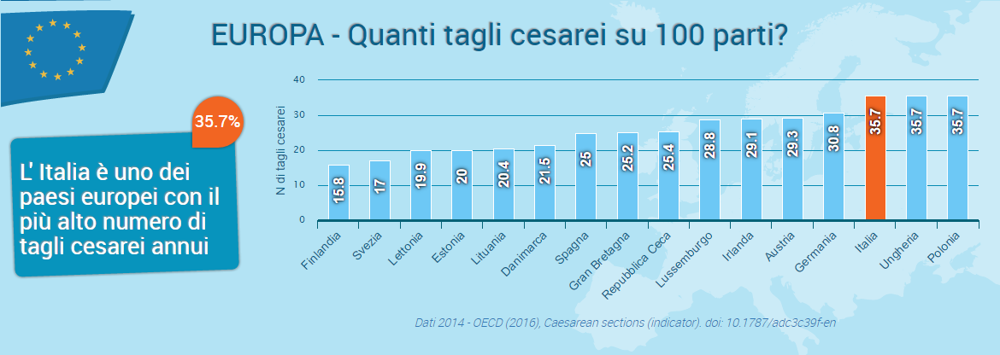 EUROPA - Quanti tagli cesarei su 100 parti?
35.7%
L' Italia è uno dei
paesi europei con il
più alto numero di
tagli cesarei annui
N di tagli cesarei
40
30
20
10
0
15.8
17
19.9
20
20.4
21.5
25
25.2
25.4
28.8
29.1
29.3
30.8
35.7
35.7
35.7
Finlandia
Svezia
Lettonia
Estonia
Lituania
Danimarca
Spagna
Gran Bretagna
Repubblica Ceca
Lussemburgo
Irlanda
Austria
Germania
Italia
Ungheria
Polonia
Dati 2014 - OECD (2016), Caesarean sections (indicator). doi: 10.1787/adc3c39f-en